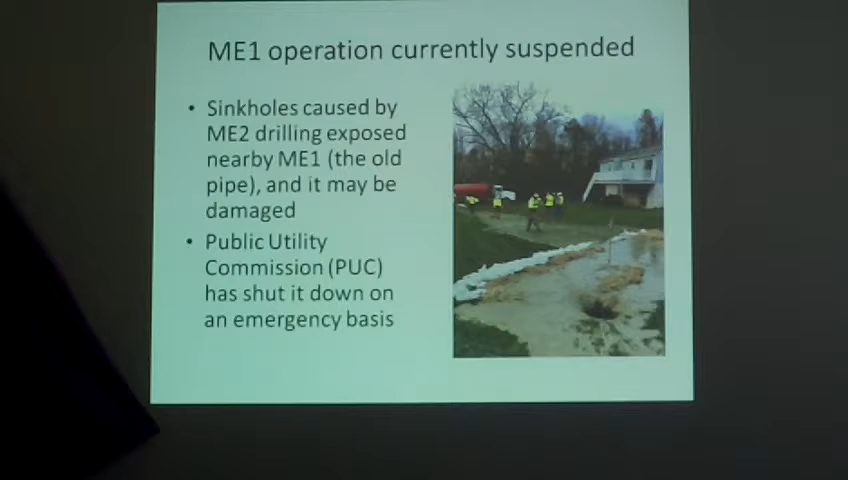 ME1 operation currently suspended
• Sinkholes caused by
ME2 drilling exposed
nearby ME1 (the old
pipe), and it may be
damaged
• Public Utility
Commission (PUC)
has shut it down on
an emergency basis